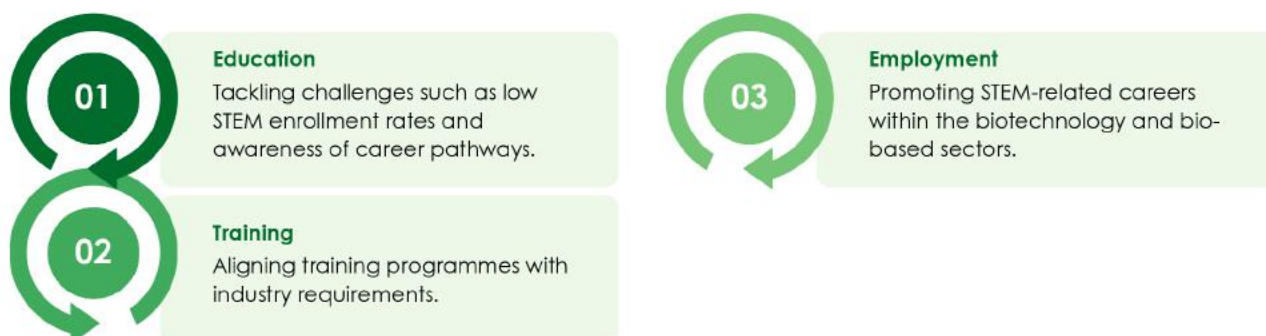 01
Education
Tackling challenges such as low
STEM enrollment rates and
awareness of career pathways.
02
Training
Aligning training programmes with
industry requirements.
03
Employment
Promoting STEM-related careers
within the biotechnology and bio-
based sectors.